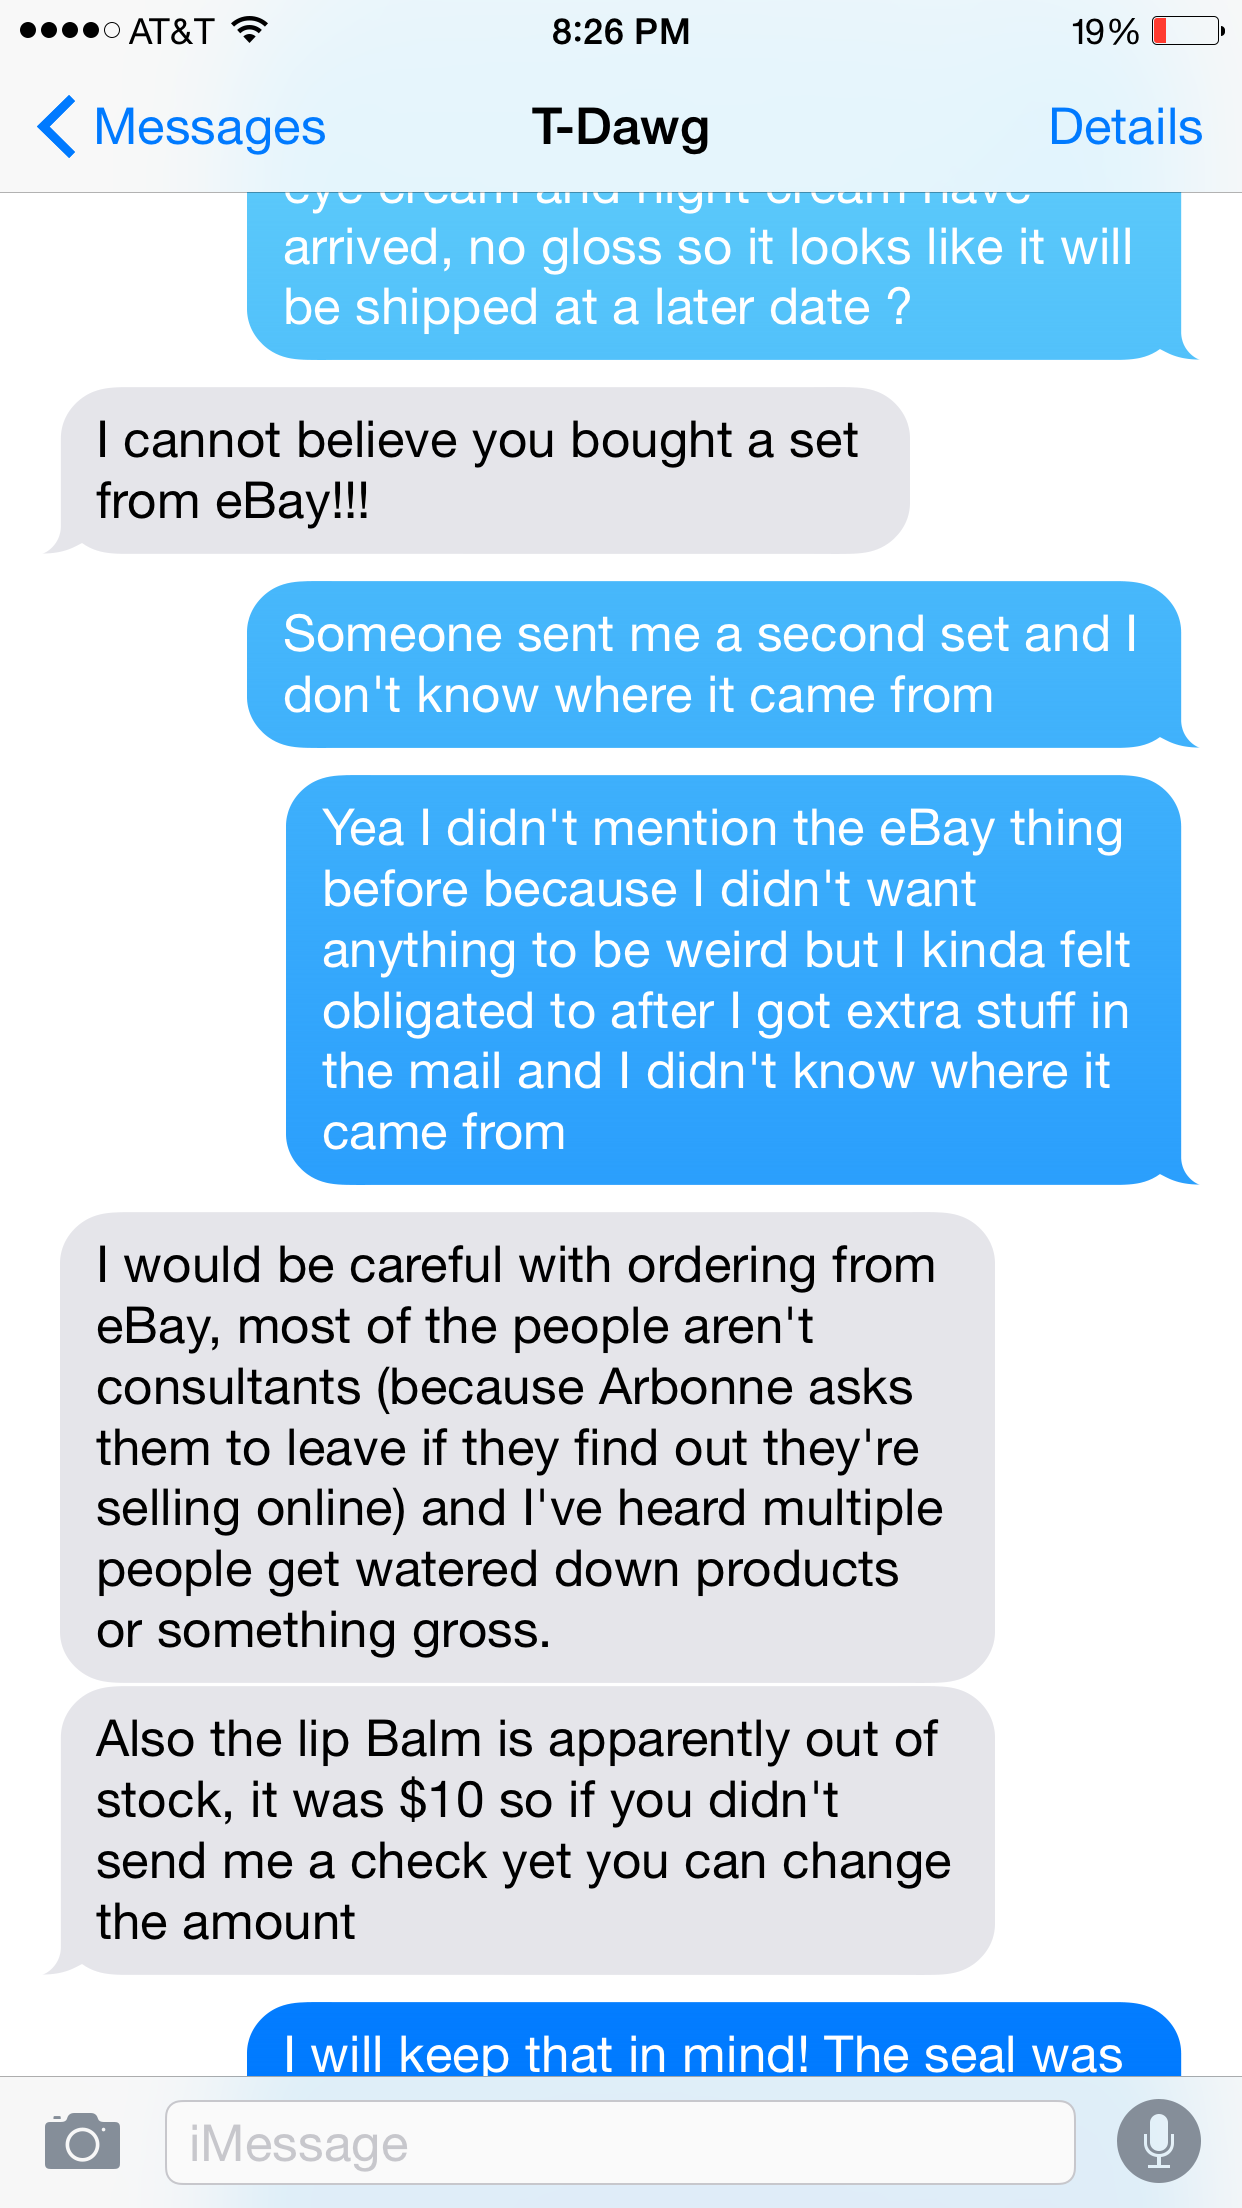 AT&T 8:26 PM 19%
Messages T-Dawg Details
eye cream and night cream have
arrived, no gloss so it looks like it will
be shipped at a later date ?
I cannot believe you bought a set
from eBay!!!
Someone sent me a second set and I
don't know where it came from
Yea I didn't mention the eBay thing
before because I didn't want
anything to be weird but I kinda felt
obligated to after I got extra stuff in
the mail and I didn't know where it
came from
I would be careful with ordering from
eBay, most of the people aren't
consultants (because Arbonne asks
them to leave if they find out they're
selling online) and I've heard multiple
people get watered down products
or something gross.
Also the lip Balm is apparently out of
stock, it was $10 so if you didn't
send me a check yet you can change
the amount
I will keep that in mind! The seal was
iMessage